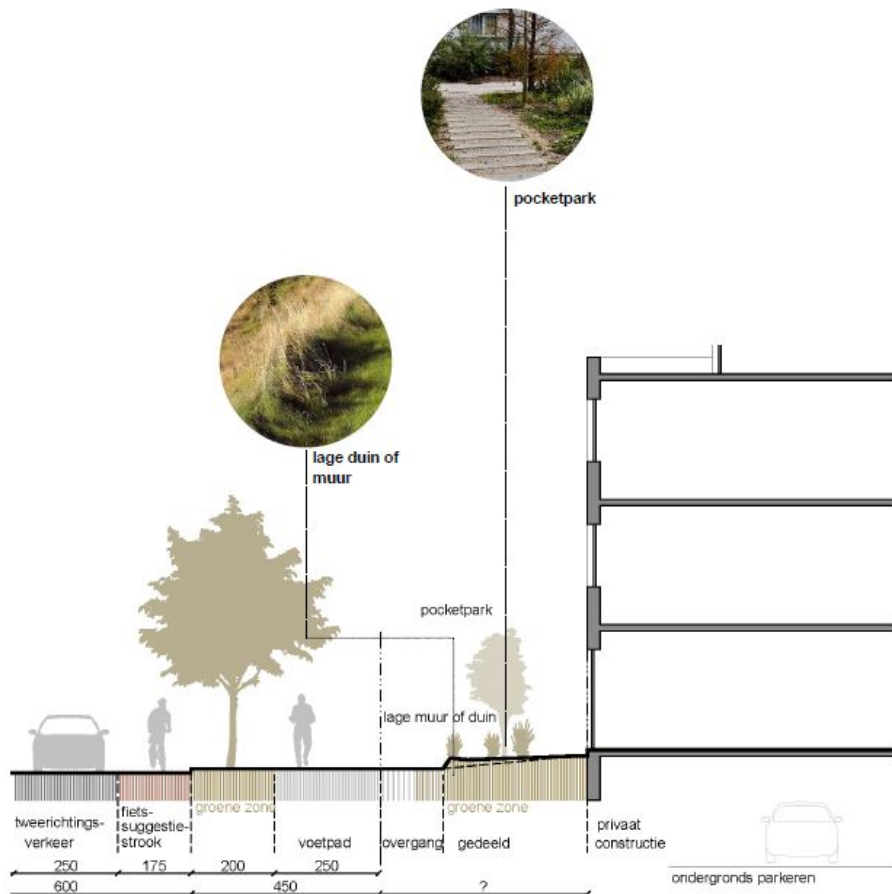 pocketpark
lage duin of
muur
pocketpark
lage muur of duin
groene zone
groene zone
tweerichtings-
verkeer
fiets-
suggestie-
strook
voetpad
overgang
gedeeld
privaat
constructie
ondergronds parkeren
250
175
200
250
600
450
?